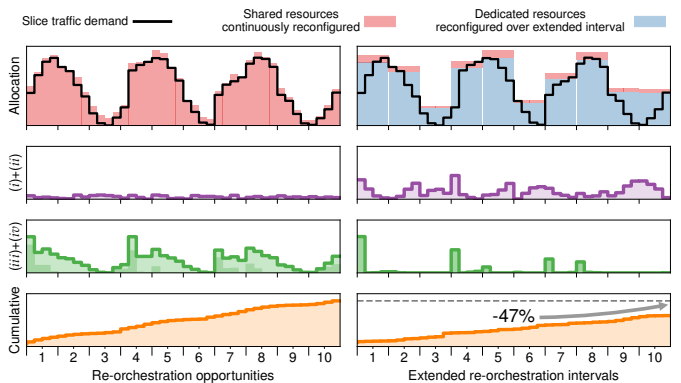 Slice traffic demand
Shared resources
continuously reconfigured
Dedicated resources
reconfigured over extended interval
Allocation
(i)+(ii)
(iii)+(iv)
Cumulative
-47%
1 2 3 4 5 6 7 8 9 10
1 2 3 4 5 6 7 8 9 10
Re-orchestration opportunities
Extended re-orchestration intervals